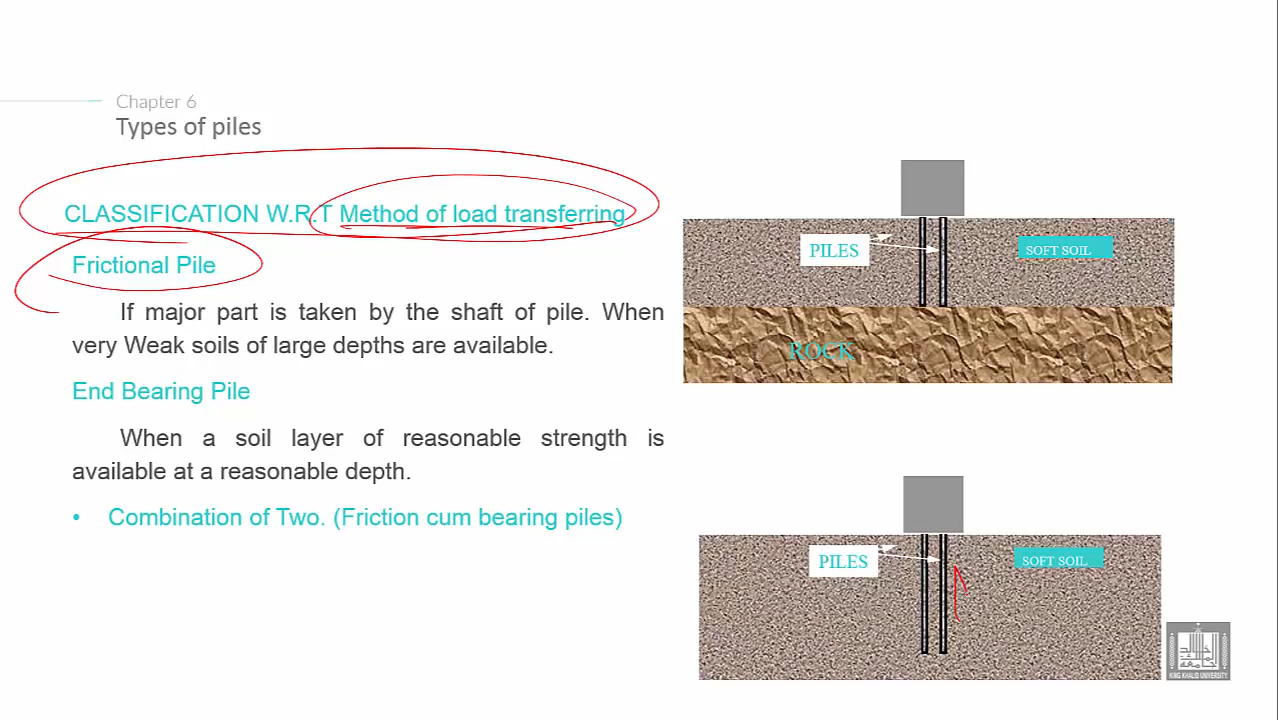 Chapter 6
Types of piles
CLASSIFICATION W.R.T Method of load transferring
Frictional Pile
If major part is taken by the shaft of pile. When
very Weak soils of large depths are available.
End Bearing Pile
When a soil layer of reasonable strength is
available at a reasonable depth.
• Combination of Two. (Friction cum bearing piles)
PILES
SOFT SOIL
ROCK
PILES
SOFT SOIL
KING KHALID UNIVERSITY